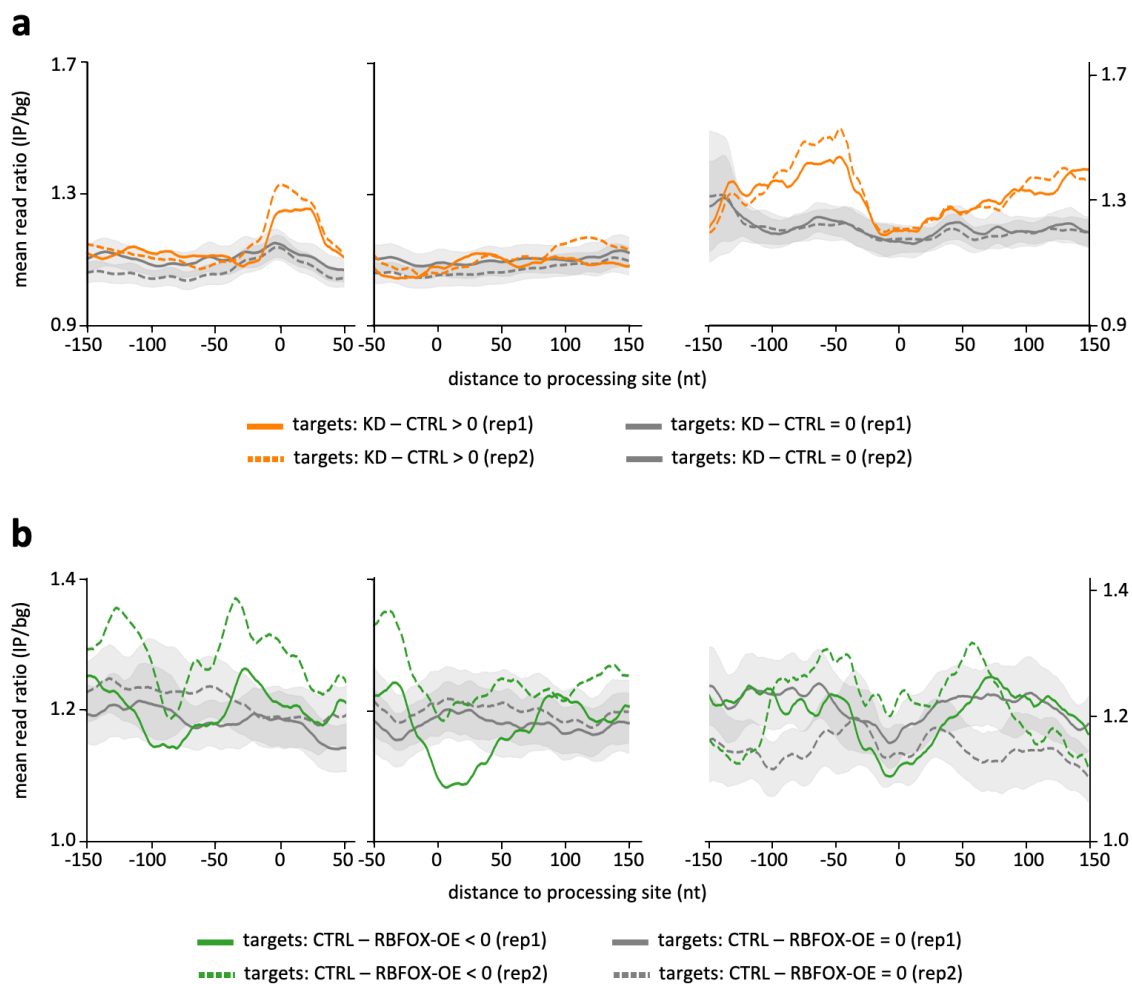 a
1.7
1.3
0.9
1.7
1.3
0.9
mean read ratio (IP/bg)
-150 -100 -50 0 50 -50 0 50 100 150 -150 -100 -50 0 50 100 150
distance to processing site (nt)
targets: KD – CTRL > 0 (rep1) targets: KD – CTRL = 0 (rep1)
targets: KD – CTRL > 0 (rep2) targets: KD – CTRL = 0 (rep2)
b
1.4
1.2
1.0
1.4
1.2
1.0
mean read ratio (IP/bg)
-150 -100 -50 0 50 -50 0 50 100 150 -150 -100 -50 0 50 100 150
distance to processing site (nt)
targets: CTRL – RBFOX-OE < 0 (rep1) targets: CTRL – RBFOX-OE = 0 (rep1)
targets: CTRL – RBFOX-OE < 0 (rep2) targets: CTRL – RBFOX-OE = 0 (rep2)